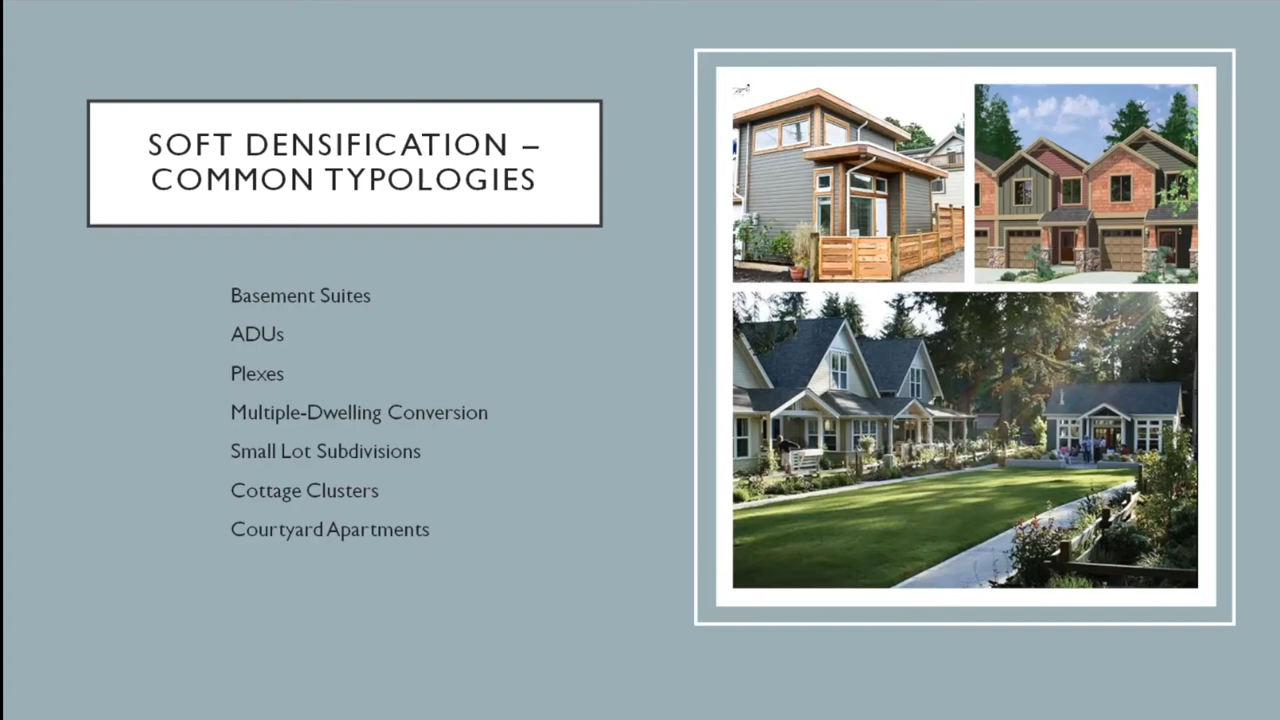 SOFT DENSIFICATION –
COMMON TYPOLOGIES
Basement Suites
ADUs
Plexes
Multiple-Dwelling Conversion
Small Lot Subdivisions
Cottage Clusters
Courtyard Apartments